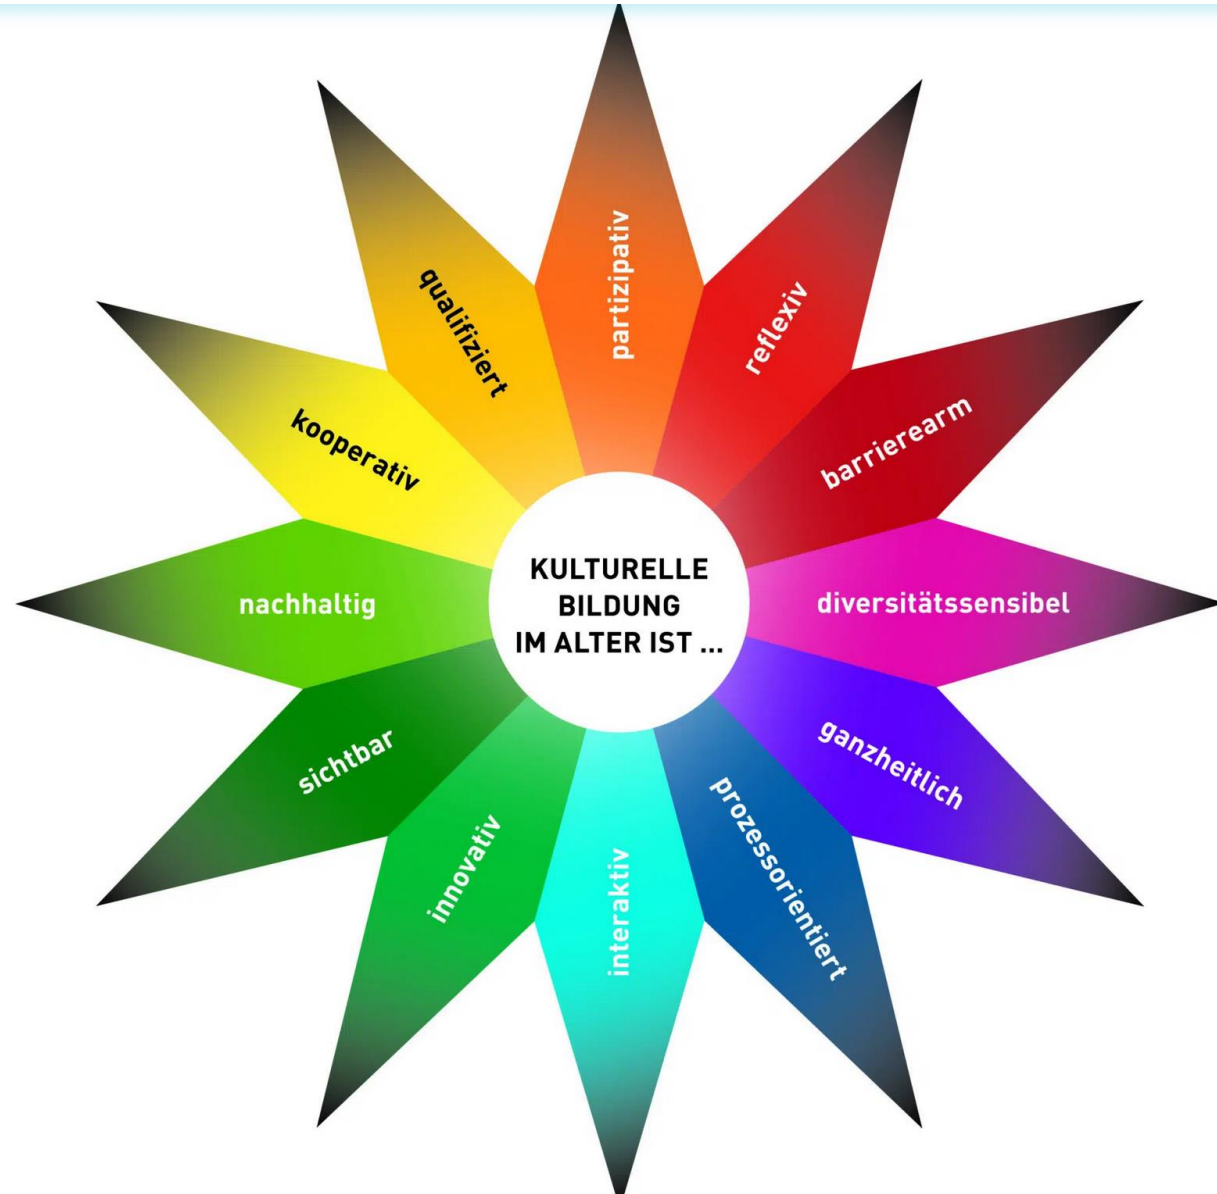 KULTURELLE
BILDUNG
IM ALTER IST ...
partizipativ
reflexiv
barrierearm
diversitätssensibel
ganzheitlich
prozessorientiert
interaktiv
innovativ
sichtbar
nachhaltig
kooperativ
qualifiziert